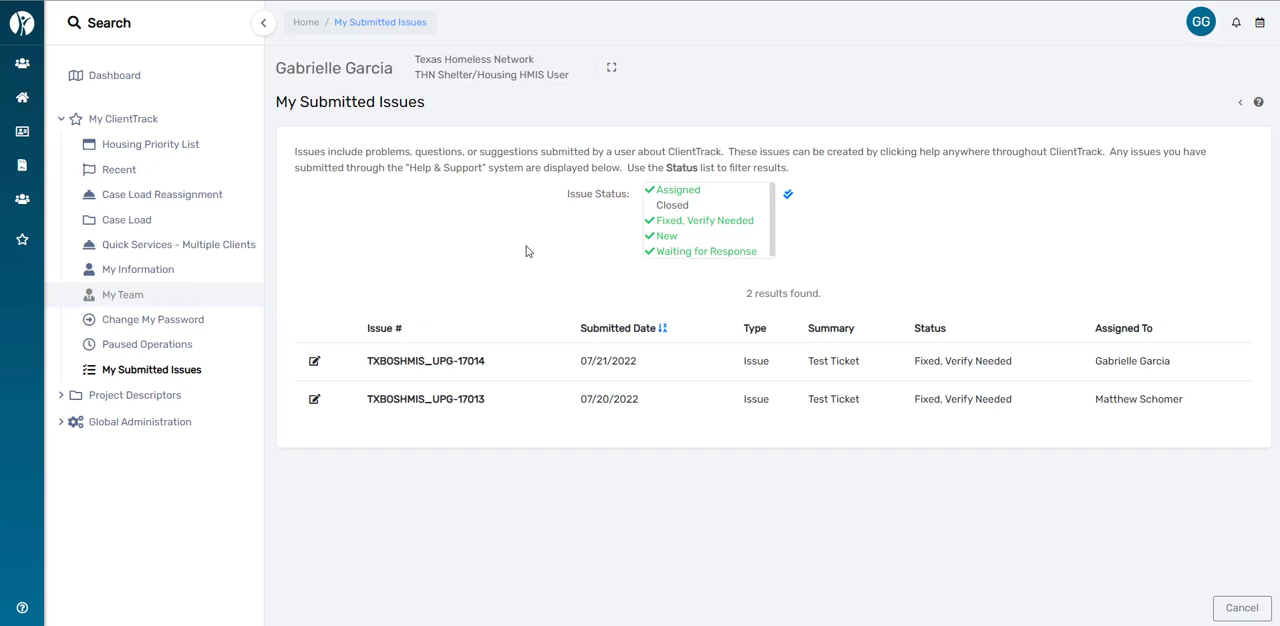 Search
Home / My Submitted Issues
GG
Dashboard
My ClientTrack
Housing Priority List
Recent
Case Load Reassignment
Case Load
Quick Services - Multiple Clients
My Information
My Team
Change My Password
Paused Operations
My Submitted Issues
Project Descriptors
Global Administration
Gabrielle Garcia
Texas Homeless Network
THN Shelter/Housing HMIS User
My Submitted Issues
Issues include problems, questions, or suggestions submitted by a user about ClientTrack. These issues can be created by clicking help anywhere throughout ClientTrack. Any issues you have
submitted through the "Help & Support" system are displayed below. Use the Status list to filter results.
Issue Status:
Assigned
Closed
Fixed, Verify Needed
New
Waiting for Response
2 results found.
Issue # Submitted Date Type Summary Status Assigned To
TXBOSHMIS_UPG-17014 07/21/2022 Issue Test Ticket Fixed, Verify Needed Gabrielle Garcia
TXBOSHMIS_UPG-17013 07/20/2022 Issue Test Ticket Fixed, Verify Needed Matthew Schomer
Cancel